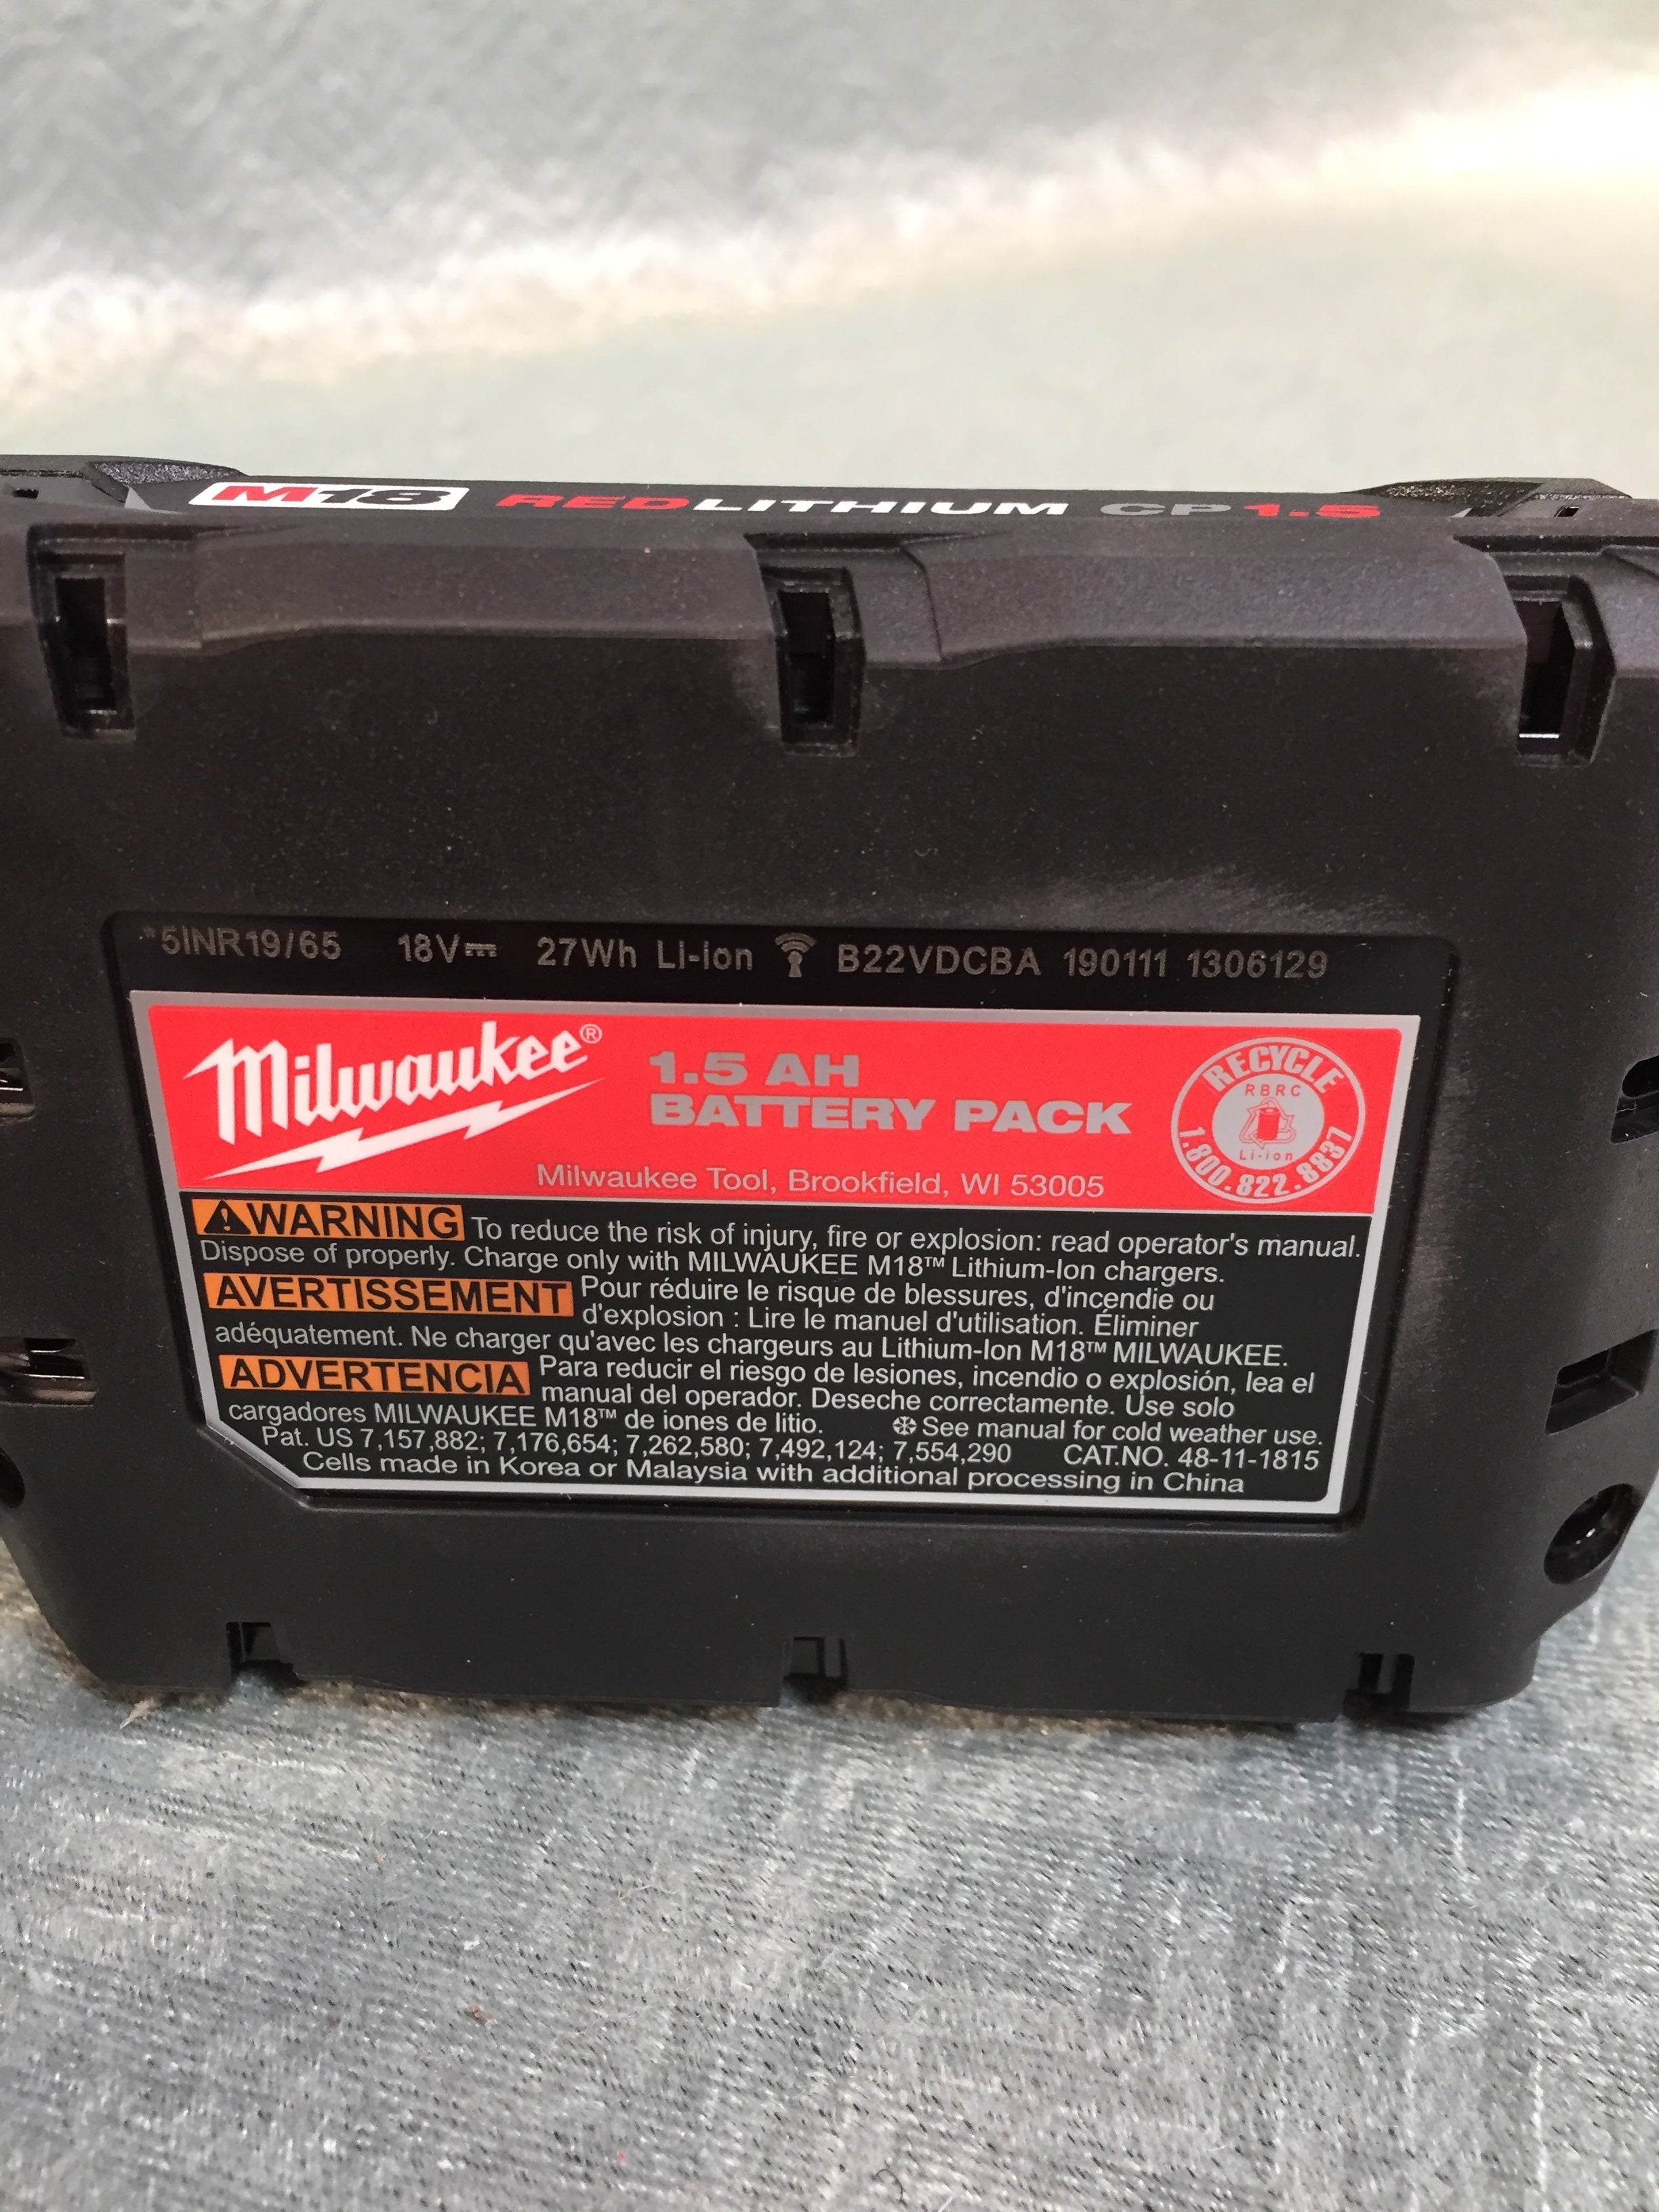 M18 REDLITHIUM CP1.5
*5INR19/65 18V⎓ 27Wh Li-ion B22VDCBA 190111 1306129
Milwaukee®
1.5 AH
BATTERY PACK
Milwaukee Tool, Brookfield, WI 53005
RECYCLE
RBRC
Li-ion
1.800.822.8837
⚠WARNING To reduce the risk of injury, fire or explosion: read operator's manual.
Dispose of properly. Charge only with MILWAUKEE M18™ Lithium-Ion chargers.
AVERTISSEMENT Pour réduire le risque de blessures, d'incendie ou
d'explosion : Lire le manuel d'utilisation. Éliminer
adéquatement. Ne charger qu'avec les chargeurs au Lithium-Ion M18™ MILWAUKEE.
ADVERTENCIA Para reducir el riesgo de lesiones, incendio o explosión, lea el
manual del operador. Deseche correctamente. Use solo
cargadores MILWAUKEE M18™ de iones de litio. ❄ See manual for cold weather use.
Pat. US 7,157,882; 7,176,654; 7,262,580; 7,492,124; 7,554,290 CAT.NO. 48-11-1815
Cells made in Korea or Malaysia with additional processing in China